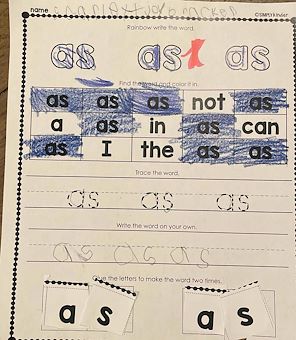 name
©SIMPLYkinder
Rainbow write the word.
as as as
Find the word and color it in.
as as as not as
a as in as can
as I the as as
Trace the word.
as as as
Write the word on your own.
as as as
Glue the letters to make the word two times.
a s a s